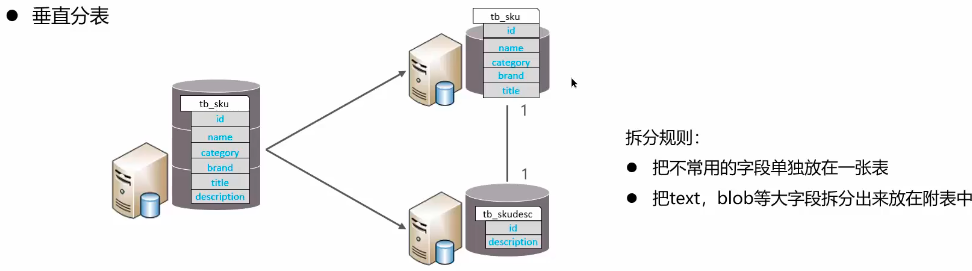 ● 垂直分表
tb_sku
id
name
category
brand
title
description
tb_sku
id
name
category
brand
title
1
1
tb_skudesc
id
description
拆分规则：
● 把不常用的字段单独放在一张表
● 把text，blob等大字段拆分出来放在附表中